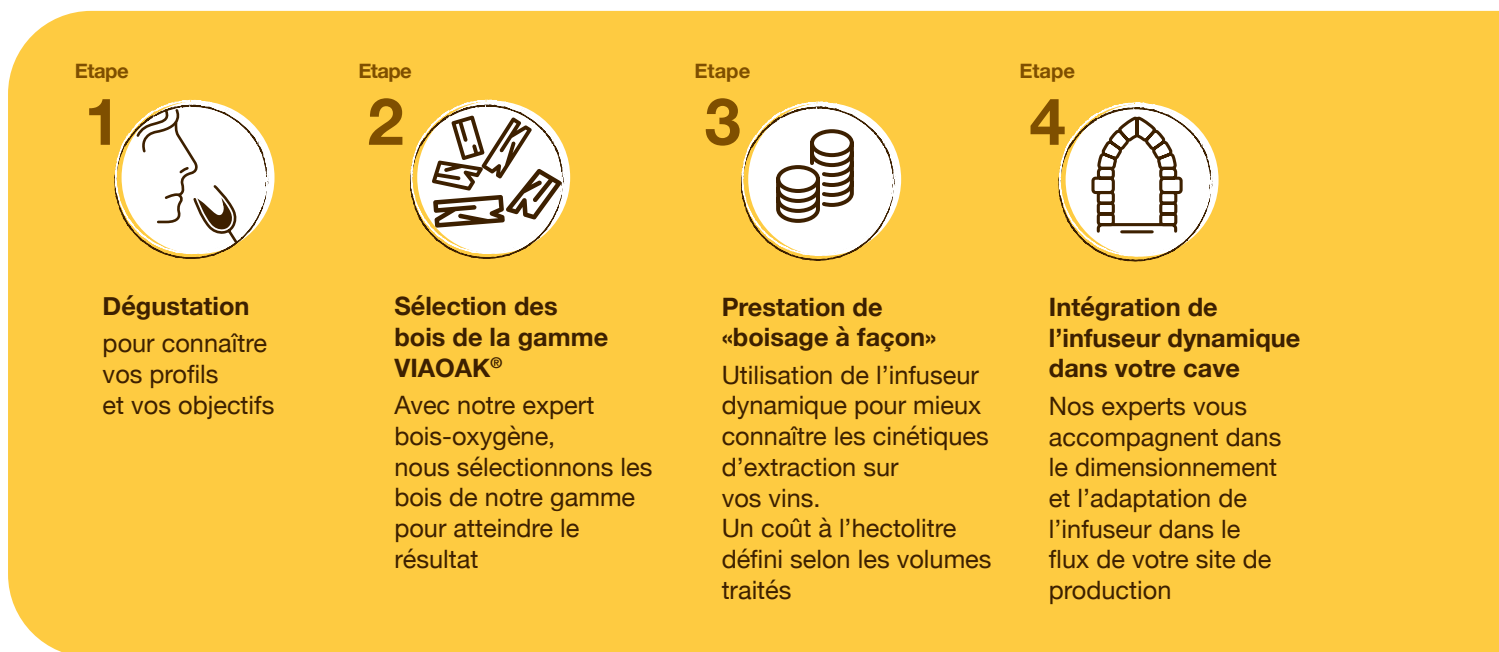 Etape
1
Dégustation
pour connaître
vos profils
et vos objectifs
Etape
2
Sélection des
bois de la gamme
VIAOAK®
Avec notre expert
bois-oxygène,
nous sélectionnons les
bois de notre gamme
pour atteindre le
résultat
Etape
3
Prestation de
«boisage à façon»
Utilisation de l’infuseur
dynamique pour mieux
connaître les cinétiques
d’extraction sur
vos vins.
Un coût à l’hectolitre
défini selon les volumes
traités
Etape
4
Intégration de
l’infuseur dynamique
dans votre cave
Nos experts vous
accompagnent dans
le dimensionnement
et l’adaptation de
l’infuseur dans le
flux de votre site de
production